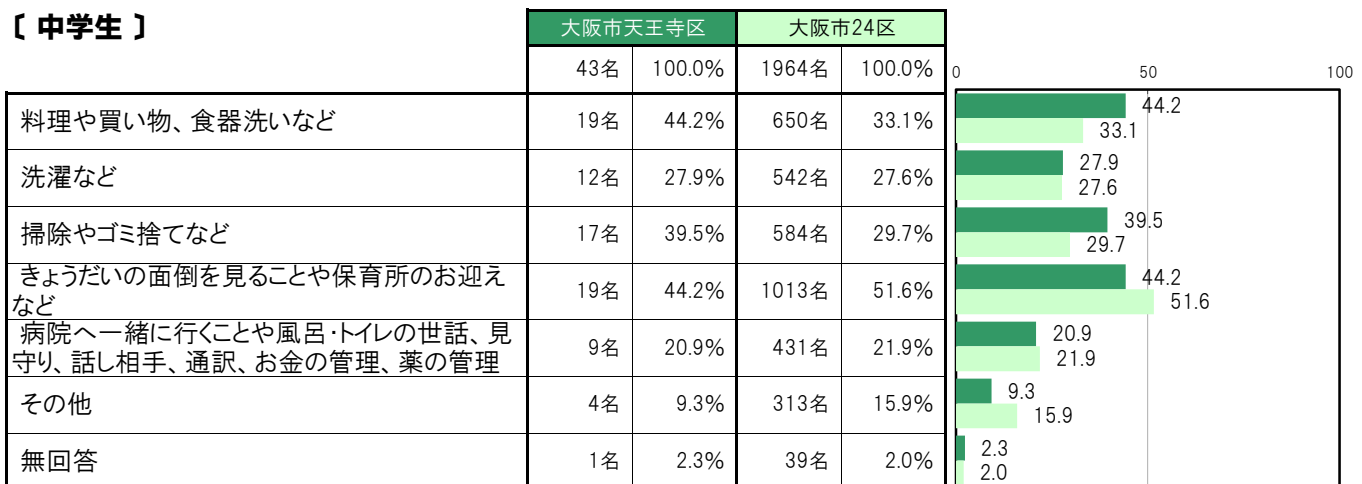 〔 中学生 〕
大阪市天王寺区 大阪市24区
43名 100.0% 1964名 100.0% 0 50 100
料理や買い物、食器洗いなど 19名 44.2% 650名 33.1% 44.2
33.1
洗濯など 12名 27.9% 542名 27.6% 27.9
27.6
掃除やゴミ捨てなど 17名 39.5% 584名 29.7% 39.5
29.7
きょうだいの面倒を見ることや保育所のお迎え
など 19名 44.2% 1013名 51.6% 44.2
51.6
病院へ一緒に行くことや風呂・トイレの世話、見
守り、話し相手、通訳、お金の管理、薬の管理 9名 20.9% 431名 21.9% 20.9
21.9
その他 4名 9.3% 313名 15.9% 9.3
15.9
無回答 1名 2.3% 39名 2.0% 2.3
2.0